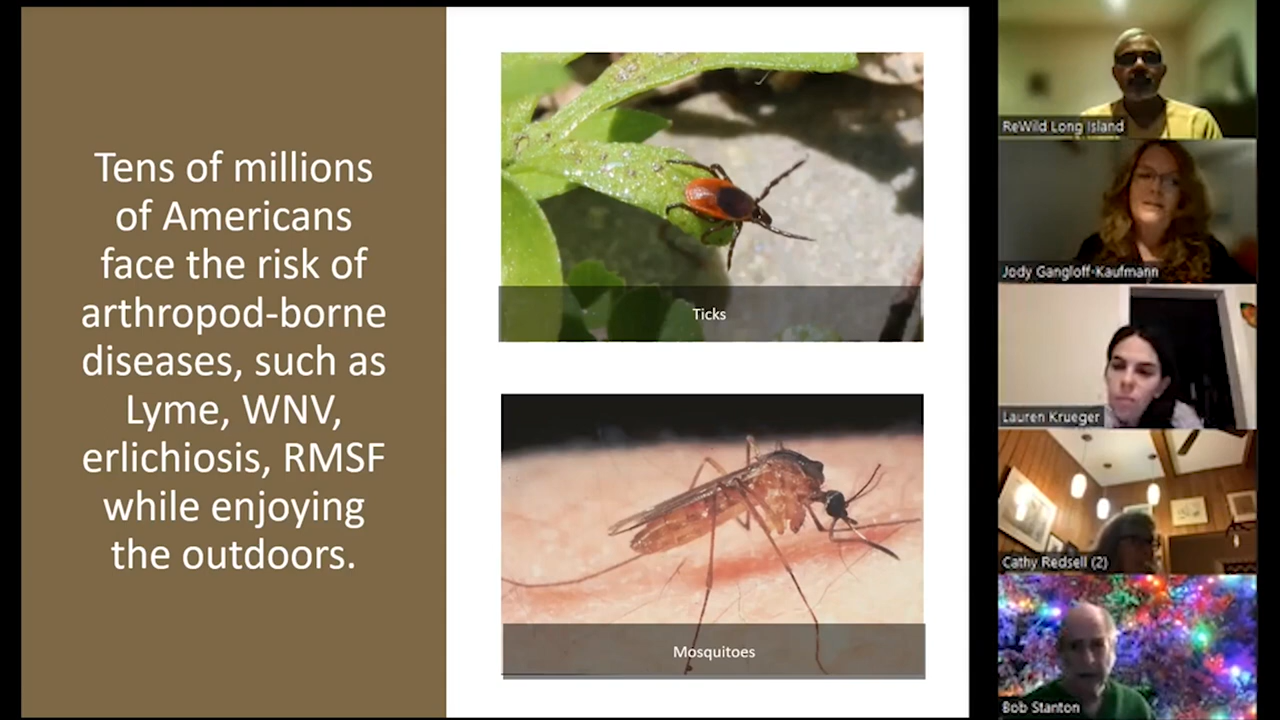 Tens of millions
of Americans
face the risk of
arthropod-borne
diseases, such as
Lyme, WNV,
erlichiosis, RMSF
while enjoying
the outdoors.
Ticks
Mosquitoes
ReWild Long Island
Jody Gangloff-Kaufmann
Lauren Krueger
Cathy Redsell (2)
Bob Stanton